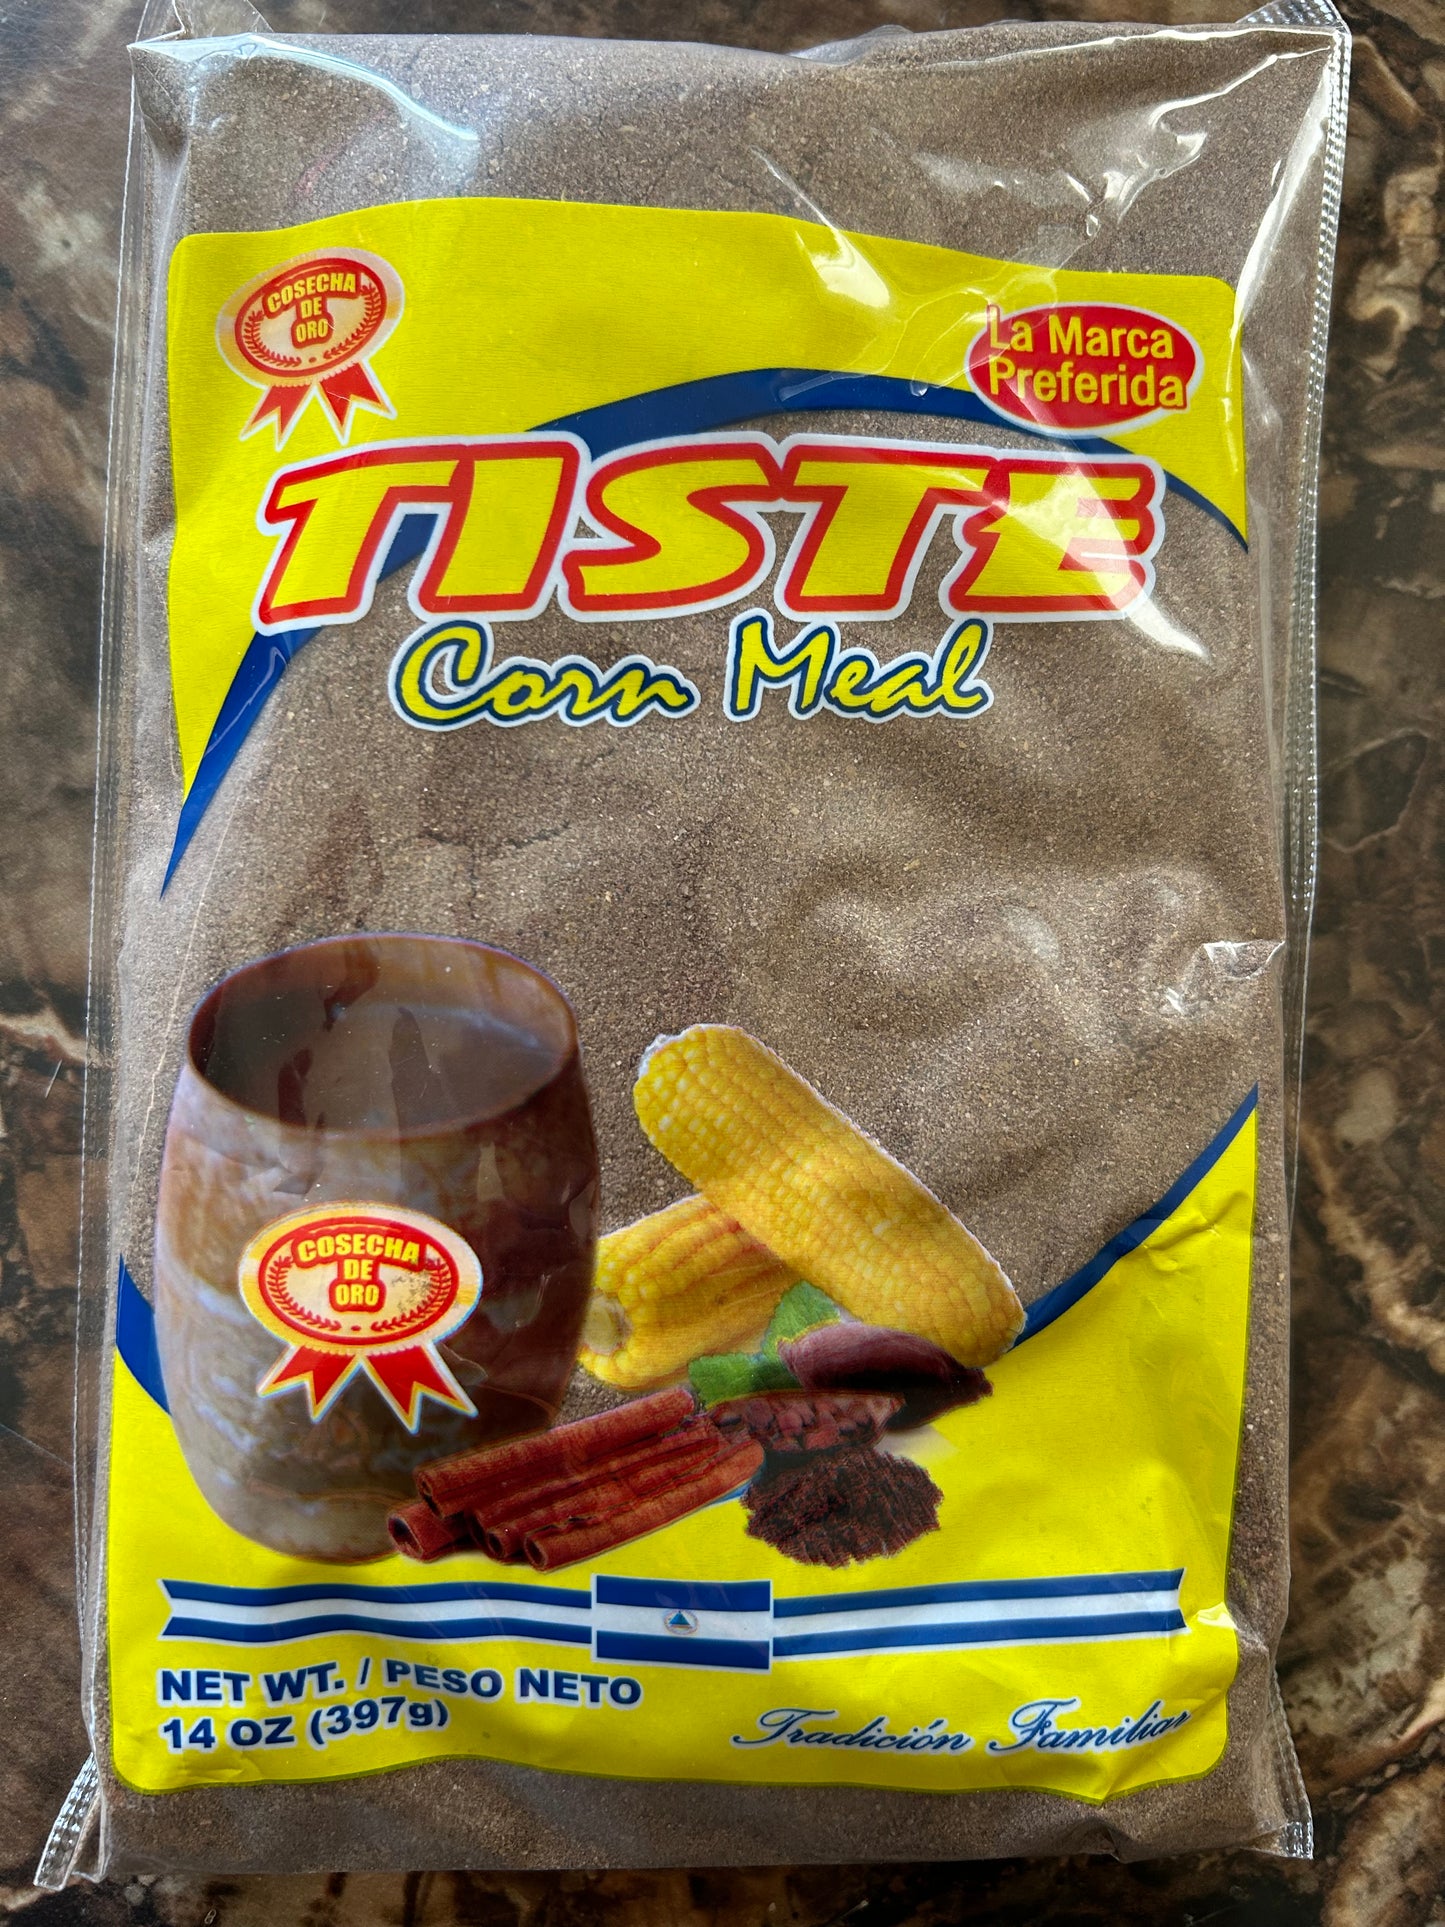 COSECHA
DE
ORO
La Marca
Preferida
TISTE
Corn Meal
COSECHA
DE
ORO
NET WT. / PESO NETO
14 OZ (397g)
Tradición Familiar